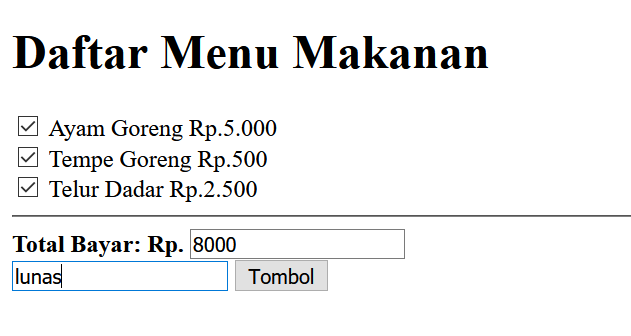 Daftar Menu Makanan
Ayam Goreng Rp.5.000
Tempe Goreng Rp.500
Telur Dadar Rp.2.500
Total Bayar: Rp. 8000
lunas Tombol